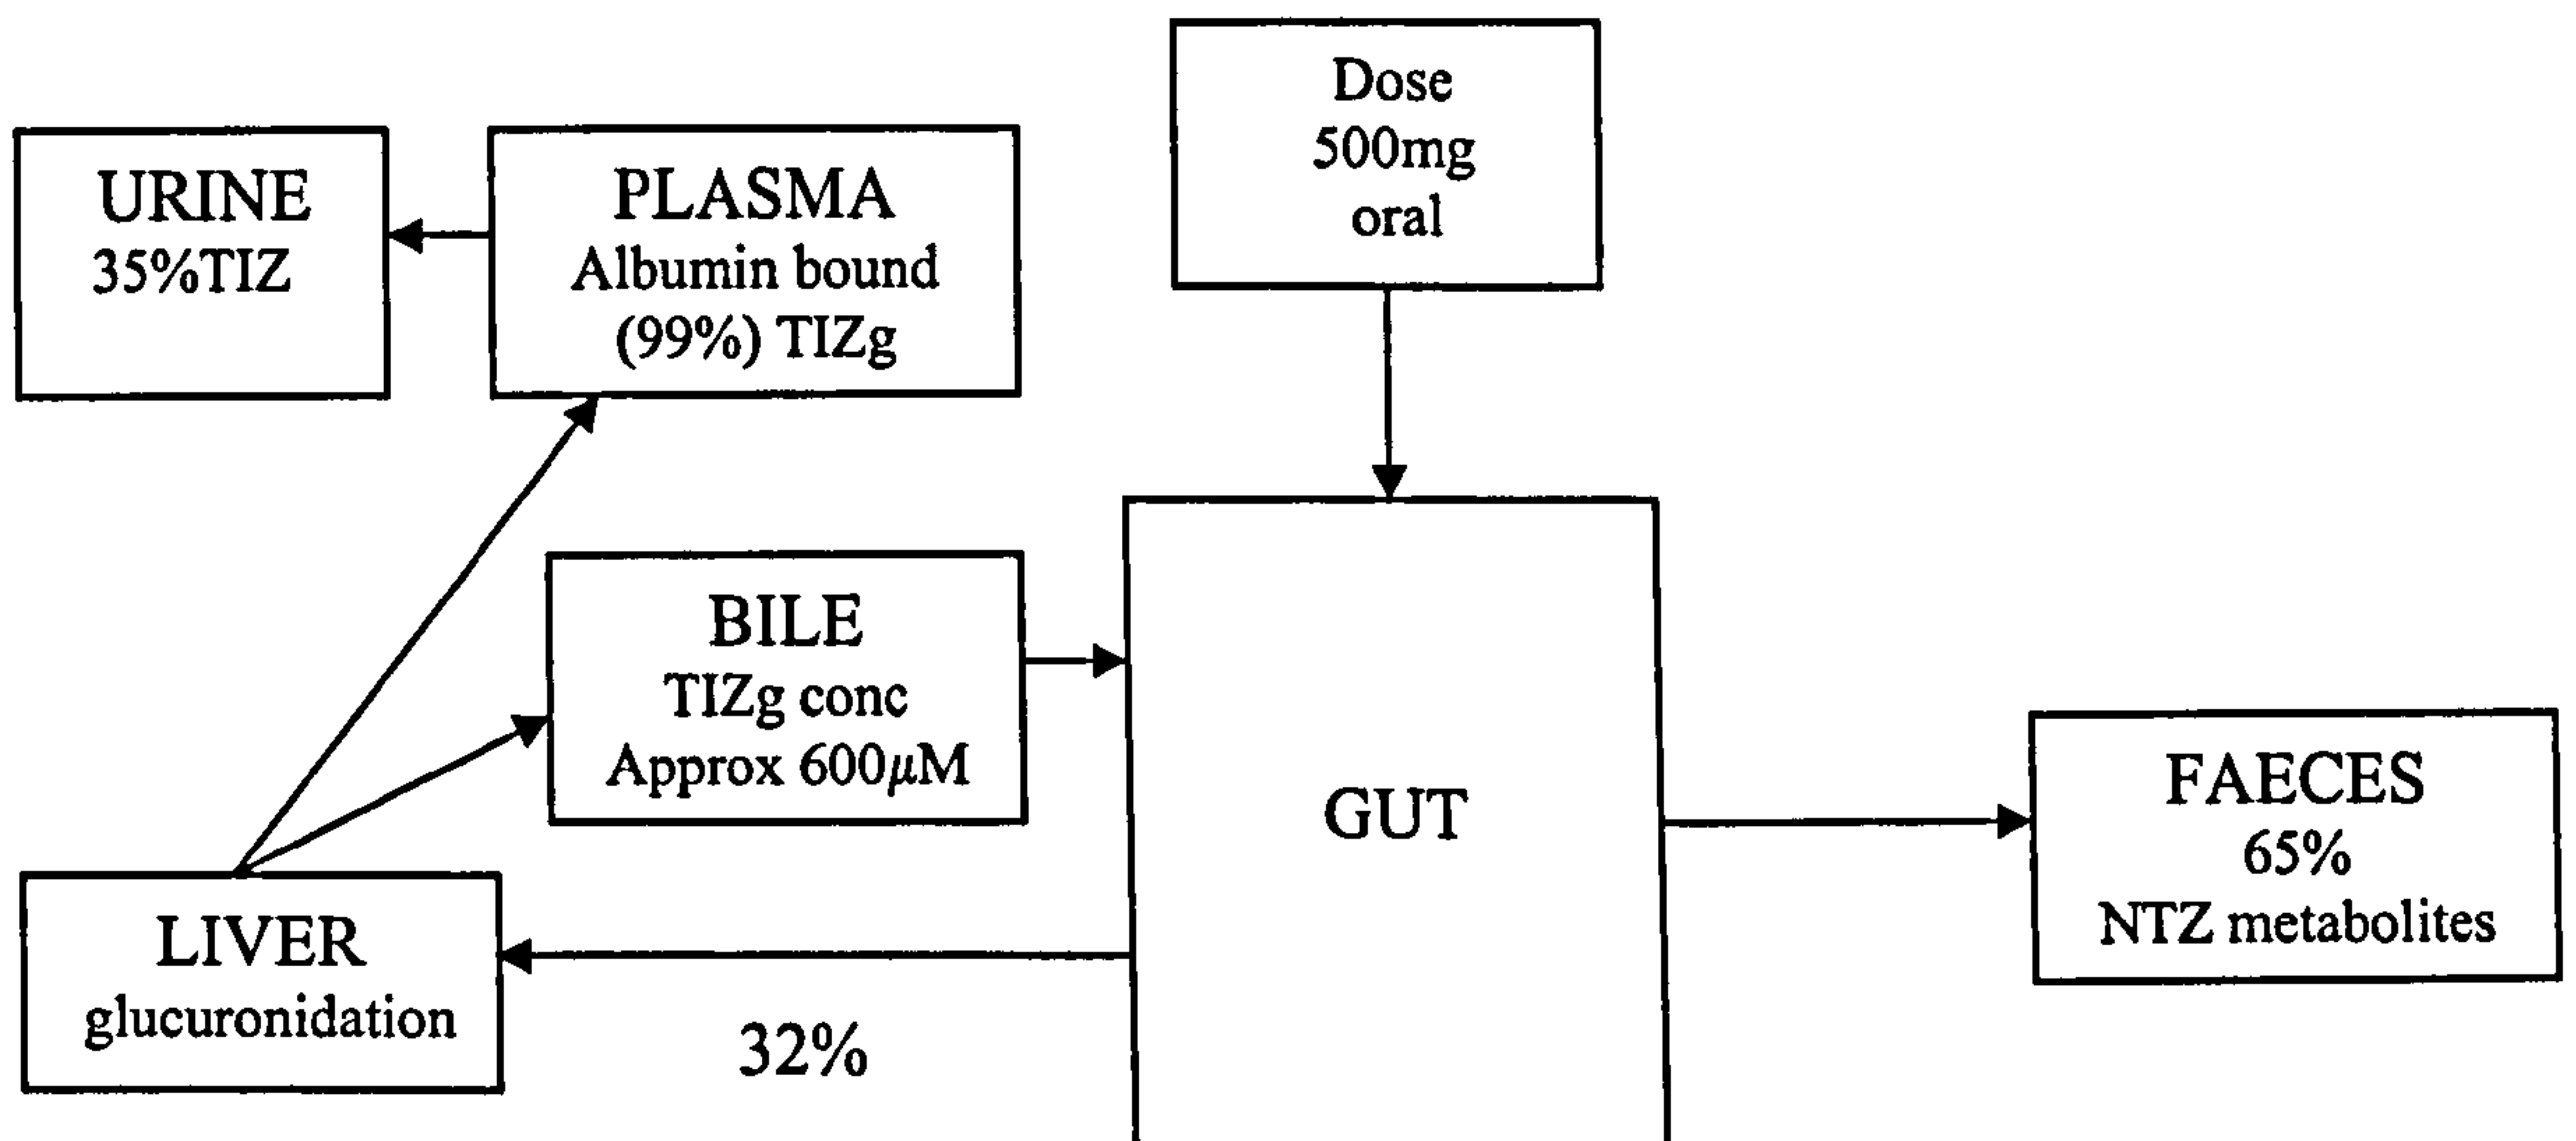 Dose
500mg
oral
URINE
35%TIZ
PLASMA
Albumin bound
(99%) TIZg
BILE
TIZg conc
Approx 600μM
GUT
FAECES
65%
NTZ metabolites
LIVER
glucuronidation
32%